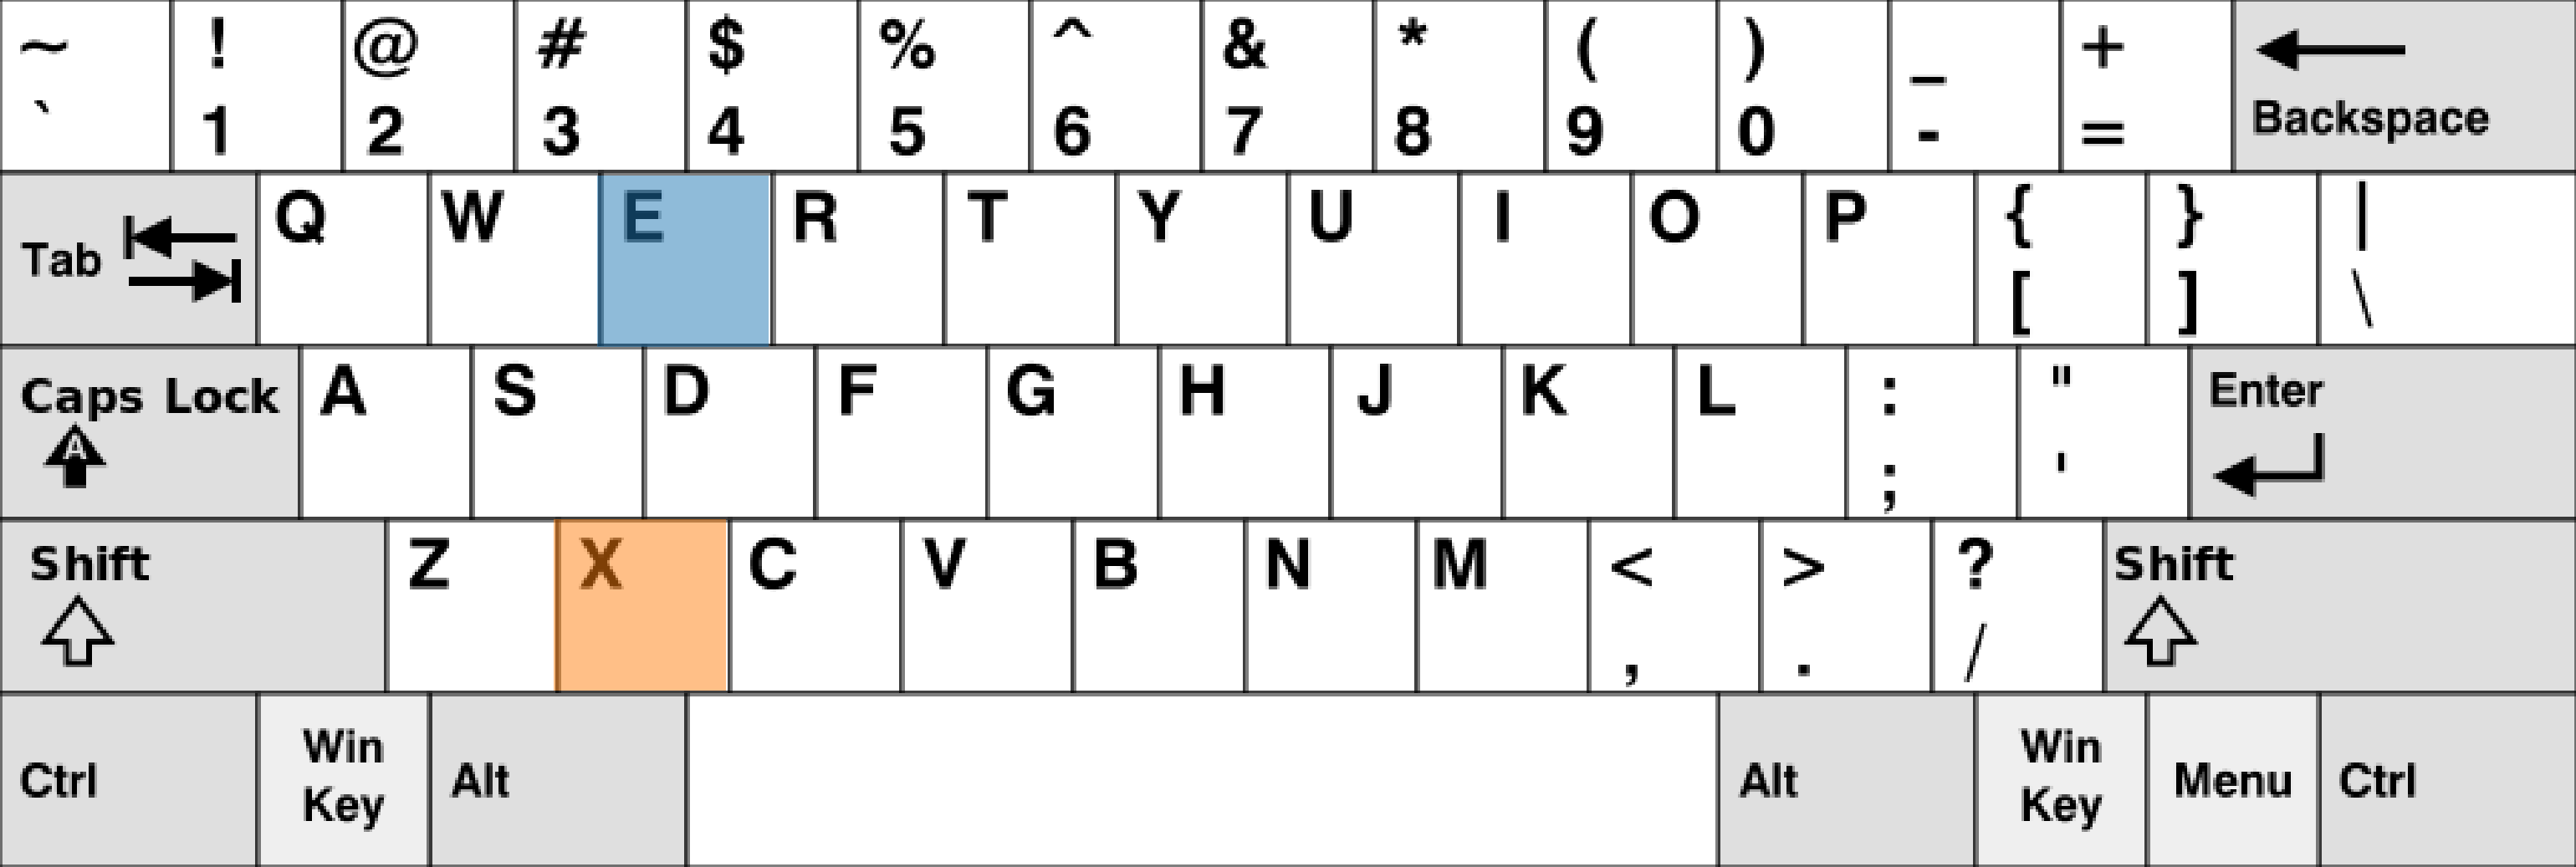 ~ ! @ # $ % ^ & * ( ) _ +
` 1 2 3 4 5 6 7 8 9 0 - = Backspace
Tab Q W E R T Y U I O P { } |
[ ] \
Caps Lock A S D F G H J K L : " Enter
A ; '
Shift Z X C V B N M < > ? Shift
, . /
Ctrl Win Key Alt Alt Win Key Menu Ctrl